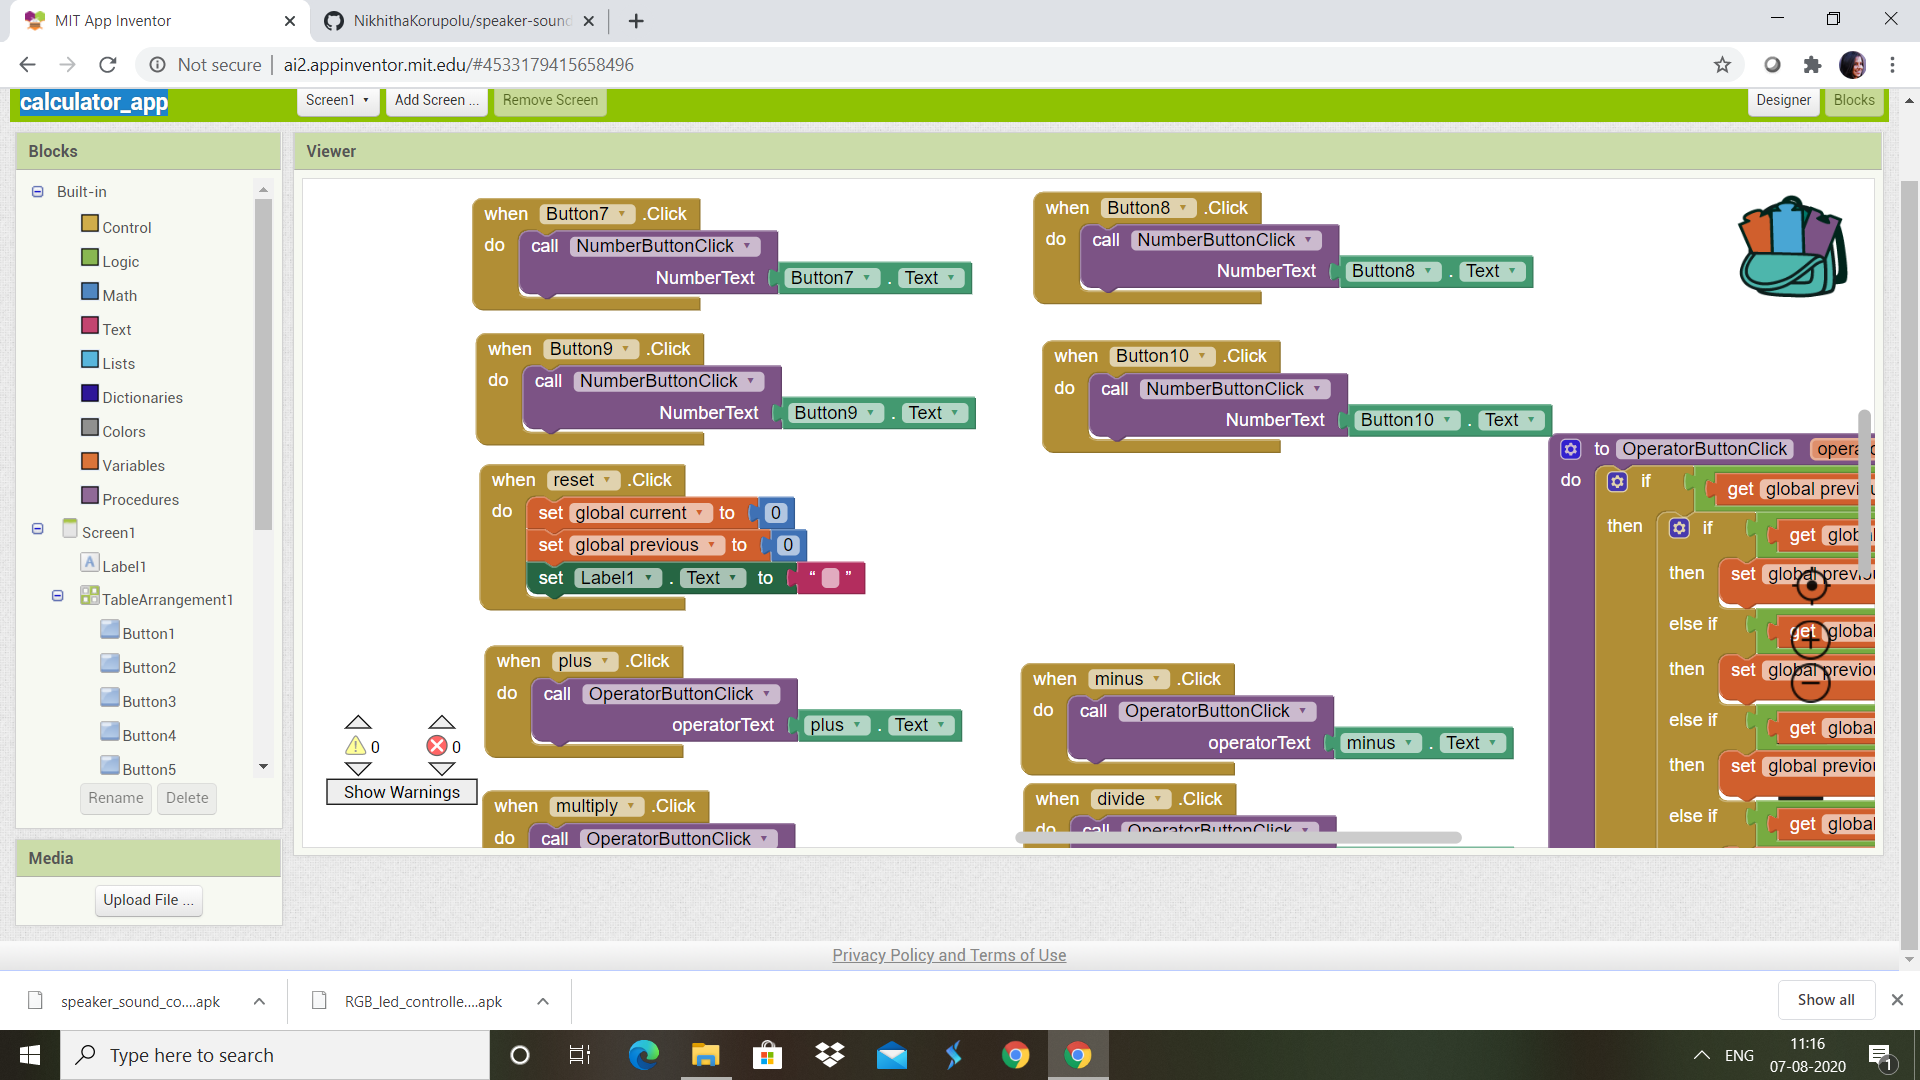 MIT App Inventor
NikhithaKorupolu/speaker-sound
Not secure
ai2.appinventor.mit.edu/#4533179415658496
calculator_app
Screen1
Add Screen ...
Remove Screen
Designer
Blocks
Blocks
Viewer
Built-in
Control
Logic
Math
Text
Lists
Dictionaries
Colors
Variables
Procedures
Screen1
A Label1
TableArrangement1
Button1
Button2
Button3
Button4
Button5
Rename
Delete
Media
Upload File ...
when Button7 .Click
do call NumberButtonClick
NumberText Button7 . Text
when Button8 .Click
do call NumberButtonClick
NumberText Button8 . Text
when Button9 .Click
do call NumberButtonClick
NumberText Button9 . Text
when Button10 .Click
do call NumberButtonClick
NumberText Button10 . Text
when reset .Click
do set global current to 0
set global previous to 0
set Label1 . Text to “ ”
when plus .Click
do call OperatorButtonClick
operatorText plus . Text
when minus .Click
do call OperatorButtonClick
operatorText minus . Text
when multiply .Click
do call OperatorButtonClick
when divide .Click
do call OperatorButtonClick
to OperatorButtonClick
do if get global
then if get
then set global
else if get global
then set global
else if get global
then set global
else if get global
0
0
Show Warnings
Privacy Policy and Terms of Use
speaker_sound_co....apk
RGB_led_controlle....apk
Show all
Type here to search
ENG
11:16
07-08-2020
1